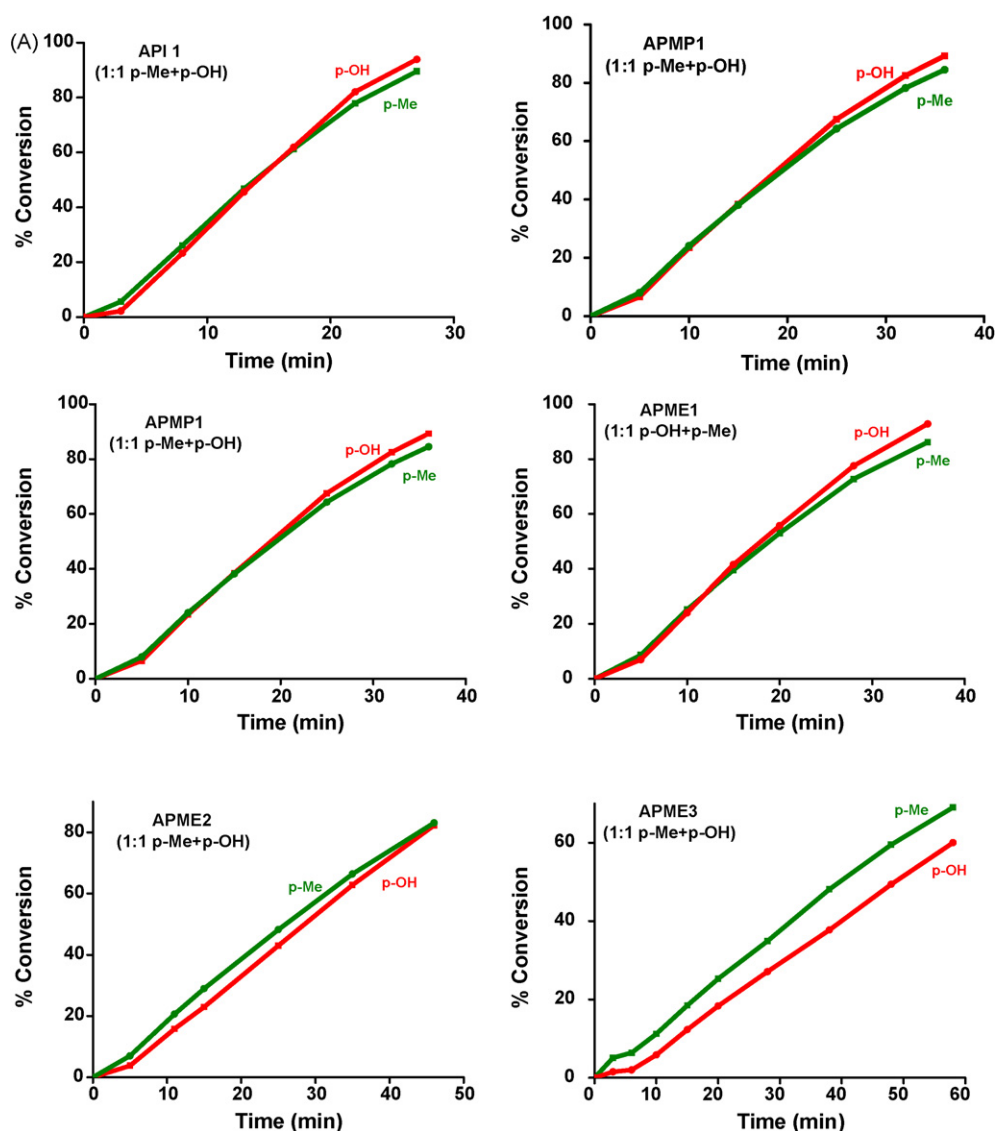 (A)
API 1
(1:1 p-Me+p-OH)
p-OH
p-Me
% Conversion
100
80
60
40
20
0
0 10 20 30
Time (min)
APMP1
(1:1 p-Me+p-OH)
p-OH
p-Me
% Conversion
100
80
60
40
20
0
0 10 20 30 40
Time (min)
APMP1
(1:1 p-Me+p-OH)
p-OH
p-Me
% Conversion
100
80
60
40
20
0
0 10 20 30 40
Time (min)
APME1
(1:1 p-OH+p-Me)
p-OH
p-Me
% Conversion
100
80
60
40
20
0
0 10 20 30 40
Time (min)
APME2
(1:1 p-Me+p-OH)
p-Me
p-OH
% Conversion
80
60
40
20
0
0 10 20 30 40 50
Time (min)
APME3
(1:1 p-Me+p-OH)
p-Me
p-OH
% Conversion
60
40
20
0
0 10 20 30 40 50 60
Time (min)